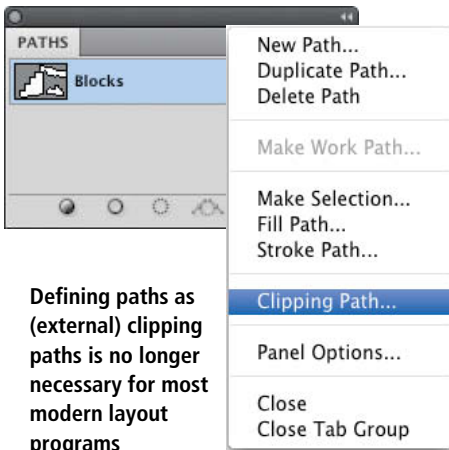 PATHS
Blocks
New Path...
Duplicate Path...
Delete Path
Make Work Path...
Make Selection...
Fill Path...
Stroke Path...
Clipping Path...
Panel Options...
Close
Close Tab Group
Defining paths as
(external) clipping
paths is no longer
necessary for most
modern layout
programs